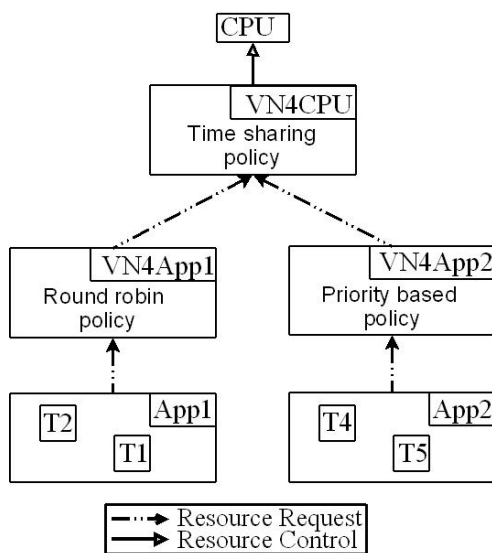 CPU
VN4CPU
Time sharing
policy
VN4App1
Round robin
policy
VN4App2
Priority based
policy
App1
T2
T1
App2
T4
T5
Resource Request
Resource Control